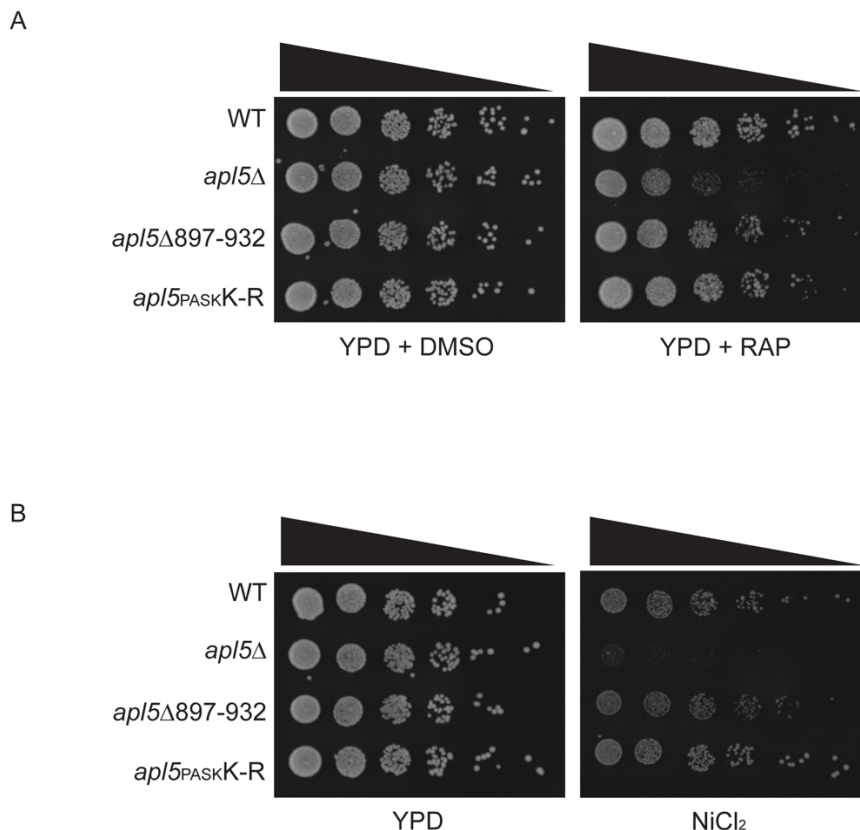 A
WT
apl5Δ
apl5Δ897-932
apl5PASKK-R
YPD + DMSO
YPD + RAP
B
WT
apl5Δ
apl5Δ897-932
apl5PASKK-R
YPD
NiCl₂